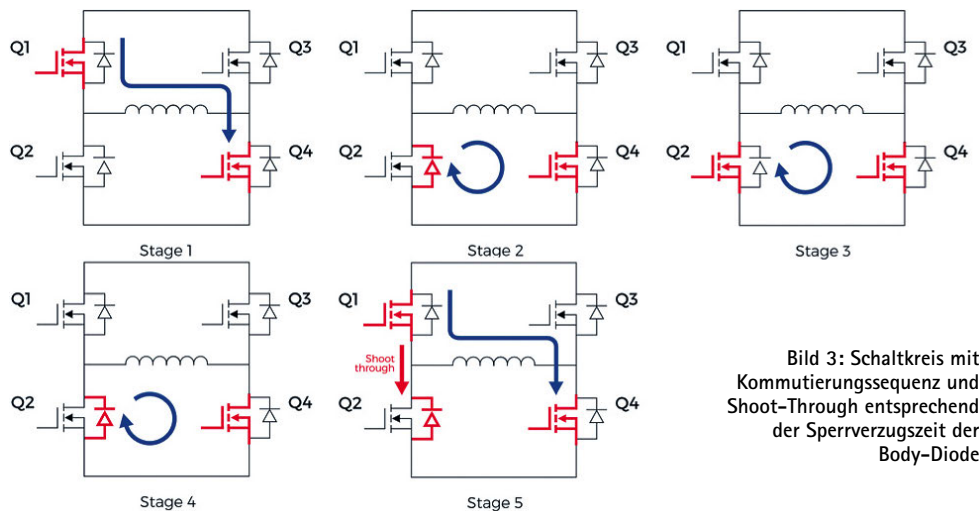 Q1
Q3
Q2
Q4
Stage 1
Q1
Q3
Q2
Q4
Stage 2
Q1
Q3
Q2
Q4
Stage 3
Q1
Q3
Q2
Q4
Stage 4
Q1
Q3
Shoot
through
Q2
Q4
Stage 5
Bild 3: Schaltkreis mit
Kommutierungssequenz und
Shoot-Through entsprechend
der Sperrverzugszeit der
Body-Diode